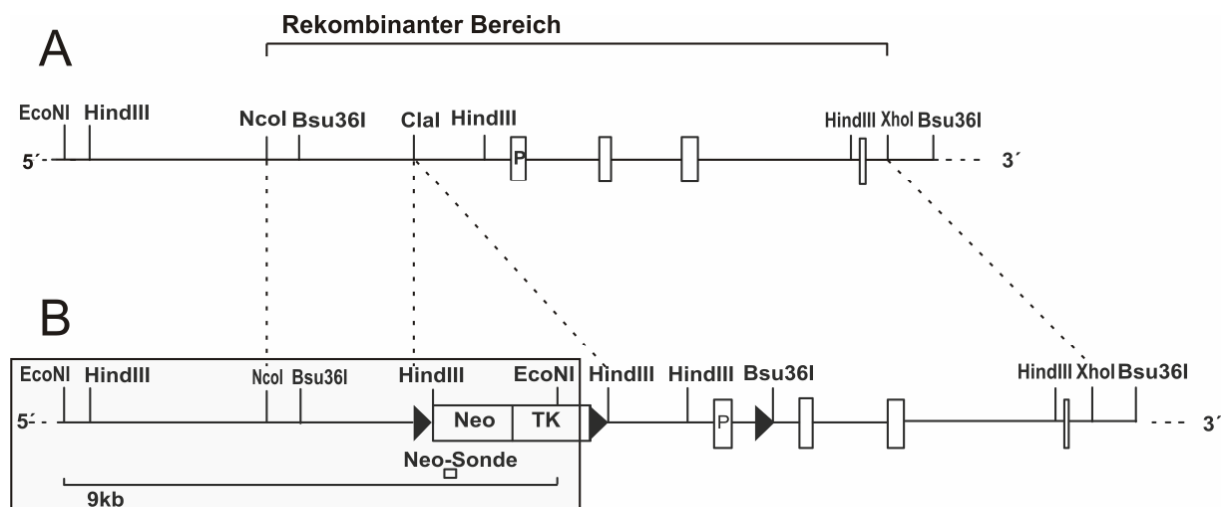 Rekombinanter Bereich
A
EcoNI HindIII NcoI Bsu36I ClaI HindIII HindIII XhoI Bsu36I
5´ P 3´
B
EcoNI HindIII NcoI Bsu36I HindIII EcoNI HindIII HindIII Bsu36I HindIII XhoI Bsu36I
5´ Neo TK P 3´
Neo-Sonde
9kb